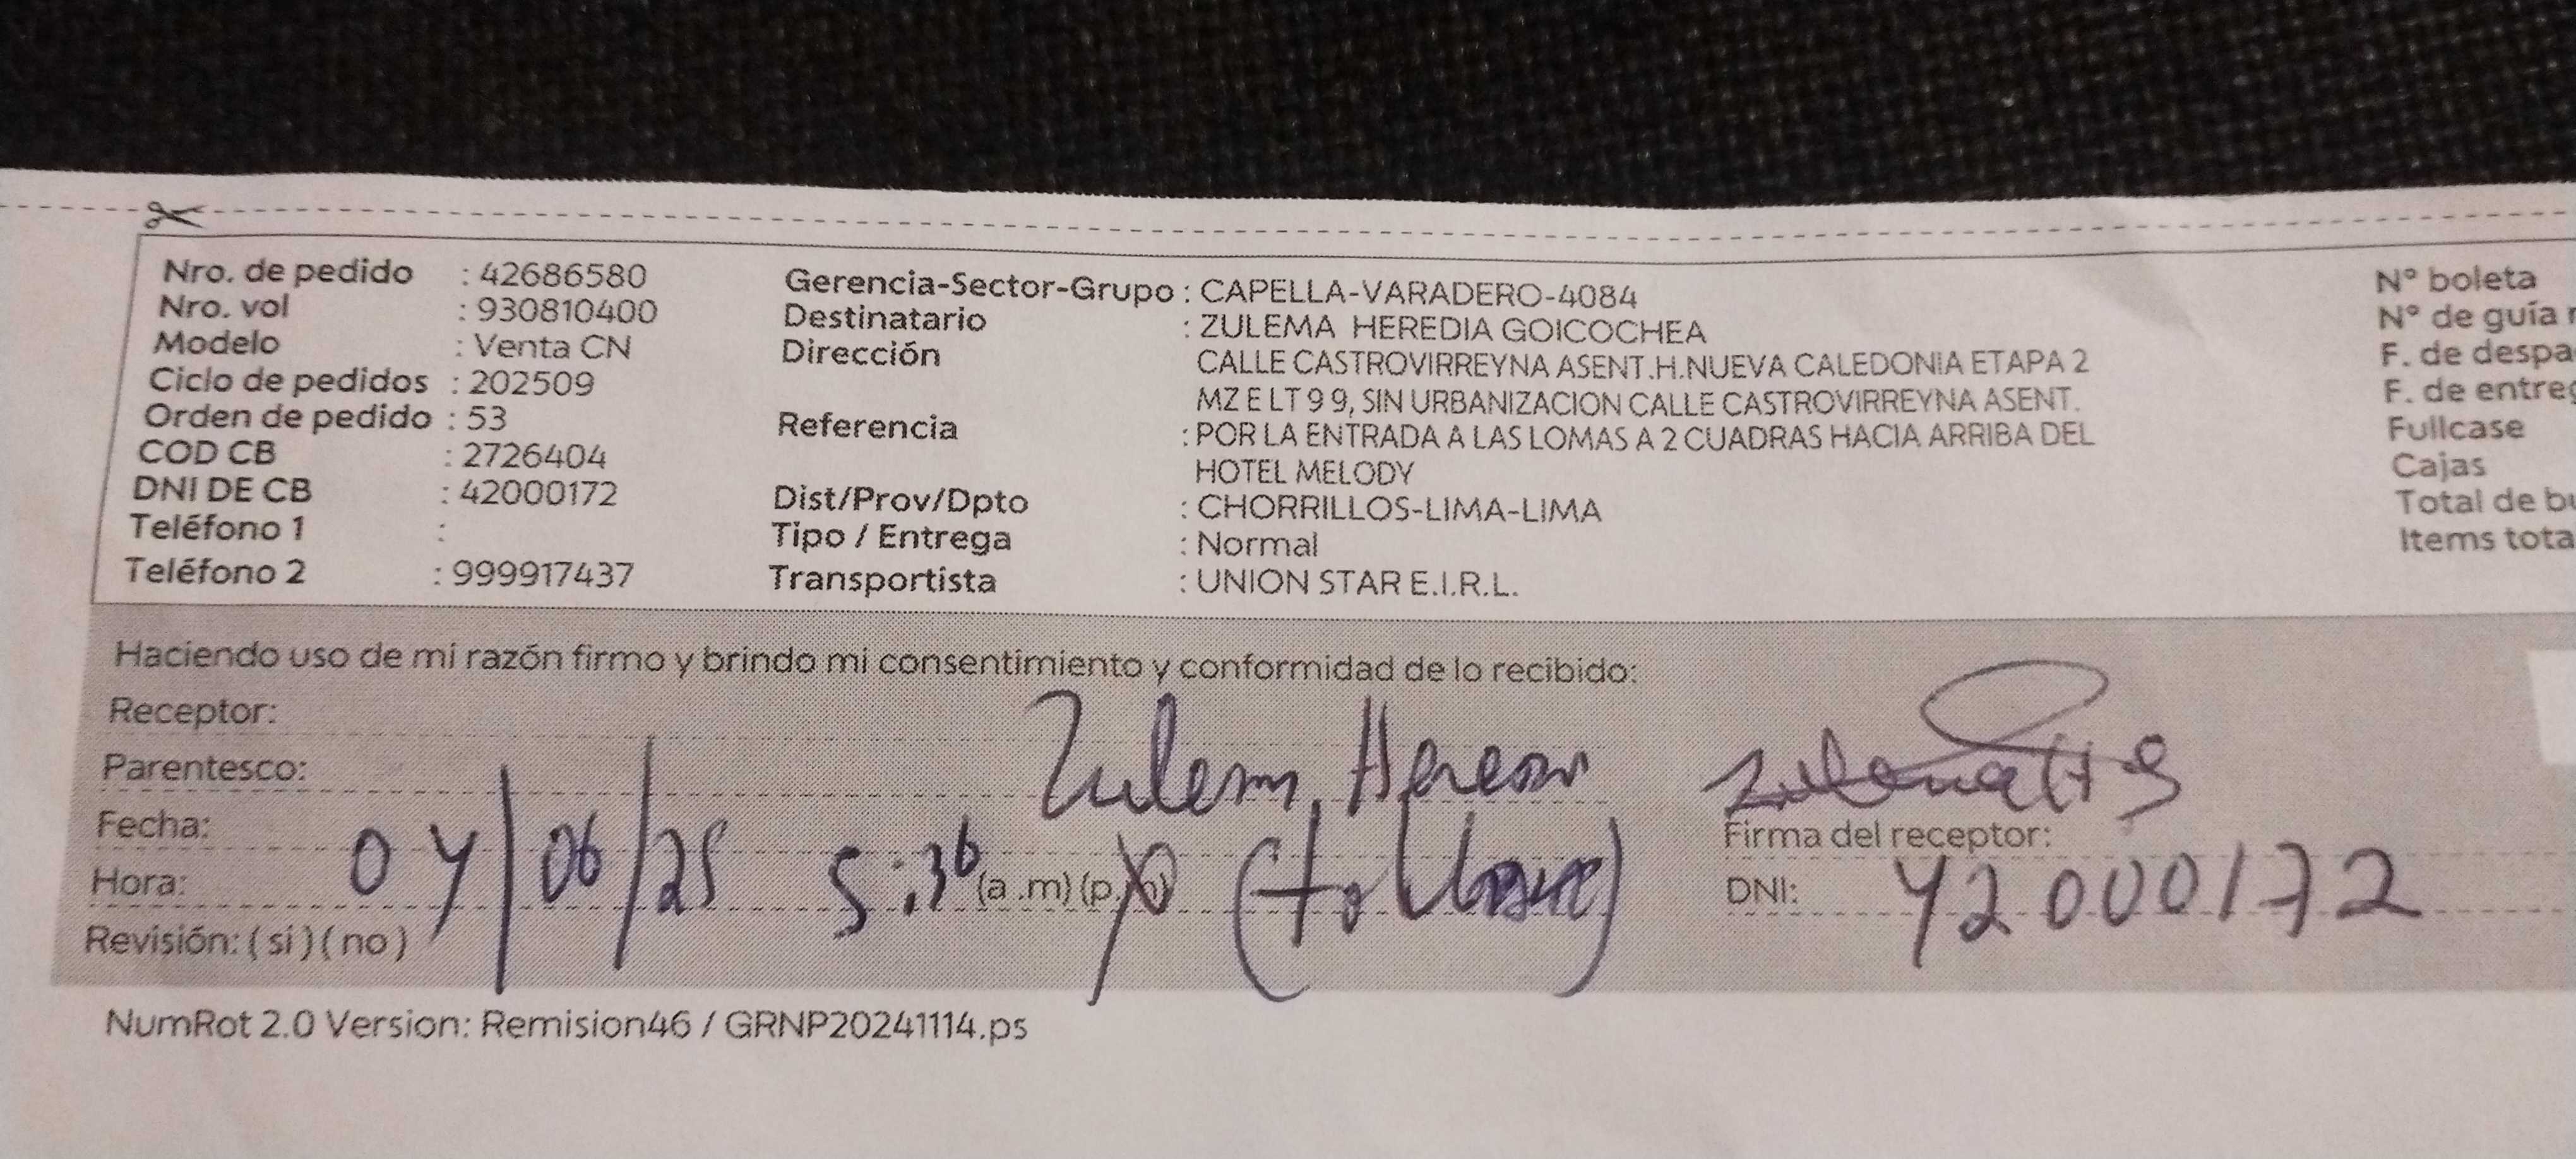 Nro. de pedido : 42686580
Nro. vol : 930810400
Modelo : Venta CN
Ciclo de pedidos : 202509
Orden de pedido : 53
COD CB : 2726404
DNI DE CB : 42000172
Teléfono 1 :
Teléfono 2 : 999917437
Gerencia-Sector-Grupo : CAPELLA-VARADERO-4084
Destinatario : ZULEMA HEREDIA GOICOCHEA
Dirección CALLE CASTROVIRREYNA ASENT.H.NUEVA CALEDONIA ETAPA 2
MZ E LT 9 9, SIN URBANIZACION CALLE CASTROVIRREYNA ASENT.
Referencia : POR LA ENTRADA A LAS LOMAS A 2 CUADRAS HACIA ARRIBA DEL
HOTEL MELODY
Dist/Prov/Dpto : CHORRILLOS-LIMA-LIMA
Tipo / Entrega : Normal
Transportista : UNION STAR E.I.R.L.
N° boleta
N° de guía
F. de despa
F. de entreg
Fullcase
Cajas
Total de bu
Items tota
Haciendo uso de mi razón firmo y brindo mi consentimiento y conformidad de lo recibido:
Receptor:
Parentesco: Zulem
Fecha: 04/06/25
Hora: 5:36 (a.m) (p.m)
Revisión: ( si ) ( no )
Firma del receptor:
DNI: 42000172
NumRot 2.0 Version: Remision46 / GRNP20241114.ps